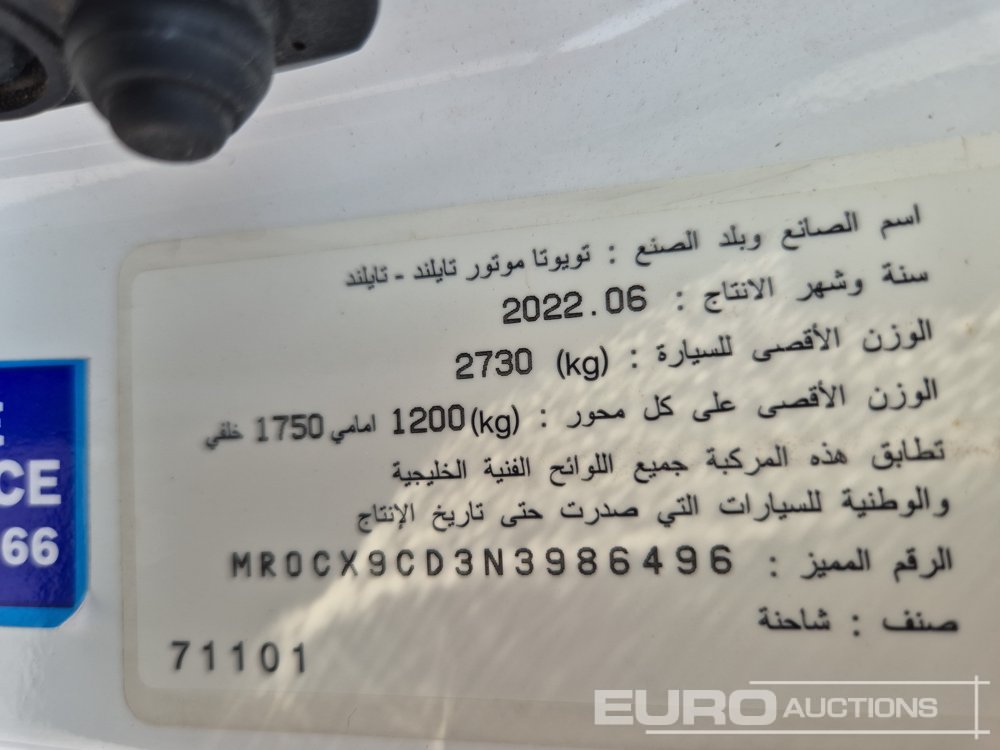 اسم الصانع وبلد الصنع : تويوتا موتور تايلند - تايلند
سنة وشهر الانتاج : 2022.06
الوزن الأقصى للسيارة : (kg) 2730
الوزن الأقصى على كل محور : (kg) 1200 امامي 1750 خلفي
تطابق هذه المركبة جميع اللوائح الفنية الخليجية
والوطنية للسيارات التي صدرت حتى تاريخ الإنتاج
الرقم المميز : MR0CX9CD3N3986496
صنف : شاحنة
71101
E
CE
66
EURO AUCTIONS